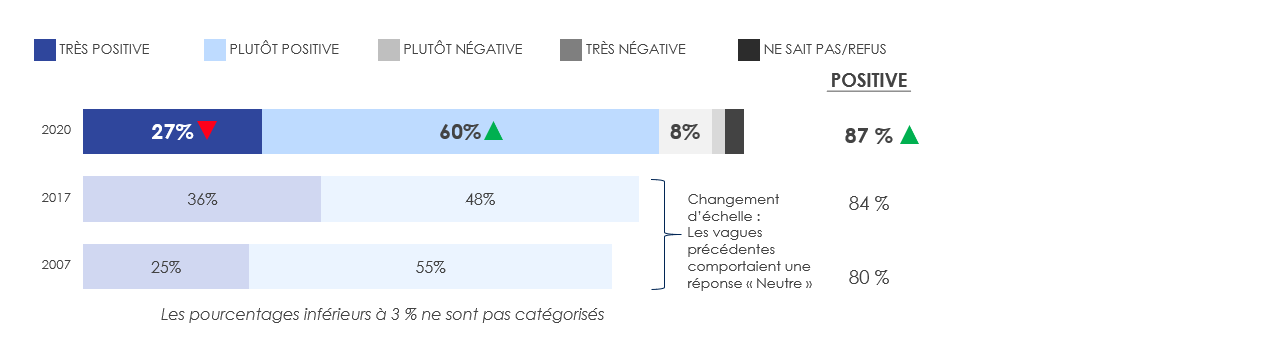 TRÈS POSITIVE PLUTÔT POSITIVE PLUTÔT NÉGATIVE TRÈS NÉGATIVE NE SAIT PAS/REFUS
POSITIVE
2020 27% 60% 8% 87 %
2017 36% 48% 84 %
Changement
d’échelle :
Les vagues
précédentes
comportaient une
réponse « Neutre »
2007 25% 55% 80 %
Les pourcentages inférieurs à 3 % ne sont pas catégorisés